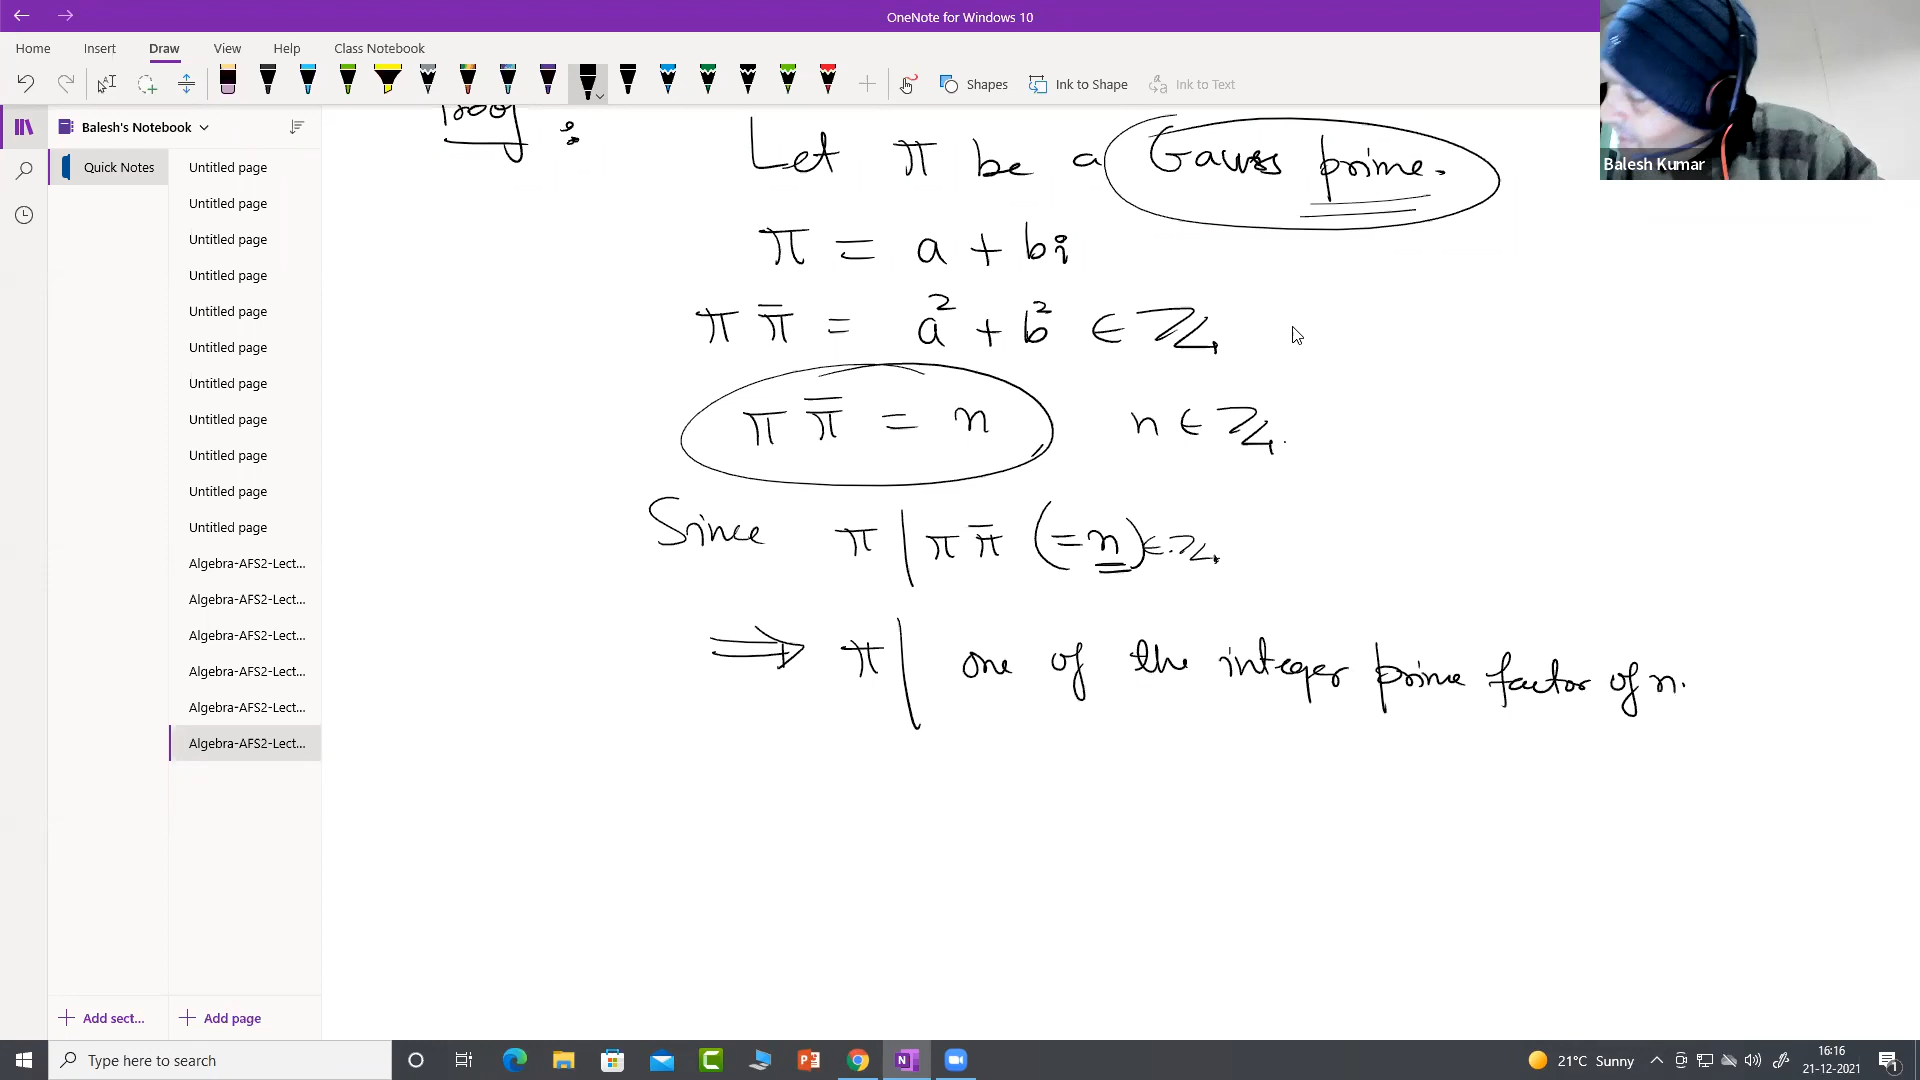 OneNote for Windows 10
Home Insert Draw View Help Class Notebook
Shapes Ink to Shape Ink to Text
Balesh Kumar
Balesh's Notebook
Quick Notes
Untitled page
Untitled page
Untitled page
Untitled page
Untitled page
Untitled page
Untitled page
Untitled page
Untitled page
Untitled page
Untitled page
Algebra-AFS2-Lect...
Algebra-AFS2-Lect...
Algebra-AFS2-Lect...
Algebra-AFS2-Lect...
Algebra-AFS2-Lect...
Algebra-AFS2-Lect...
Proof :
Let π be a Gauss prime.
π = a + bi
π π̄ = a² + b² ∈ ℤ
π π̄ = n n ∈ ℤ.
Since π | π π̄ (= n) ∈ ℤ.
⇒ π | one of the integer prime factor of n.
Add sect... Add page
Type here to search
21°C Sunny
16:16
21-12-2021
1